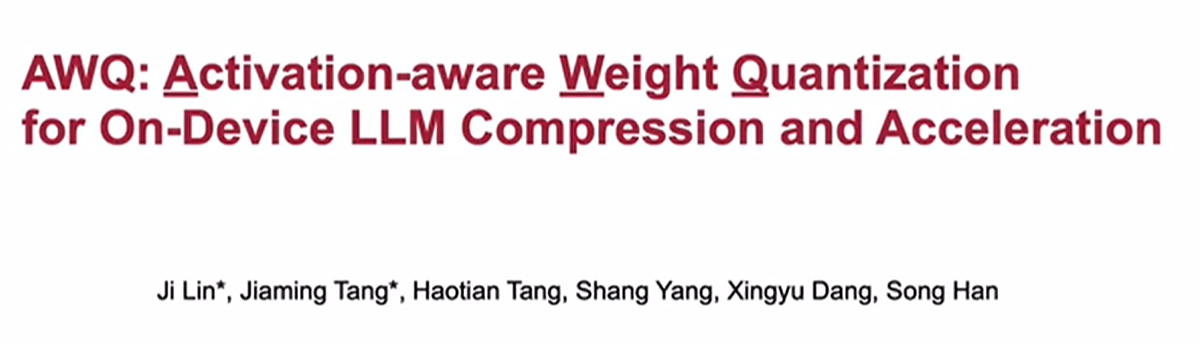 AWQ: Activation-aware Weight Quantization
for On-Device LLM Compression and Acceleration
Ji Lin*, Jiaming Tang*, Haotian Tang, Shang Yang, Xingyu Dang, Song Han